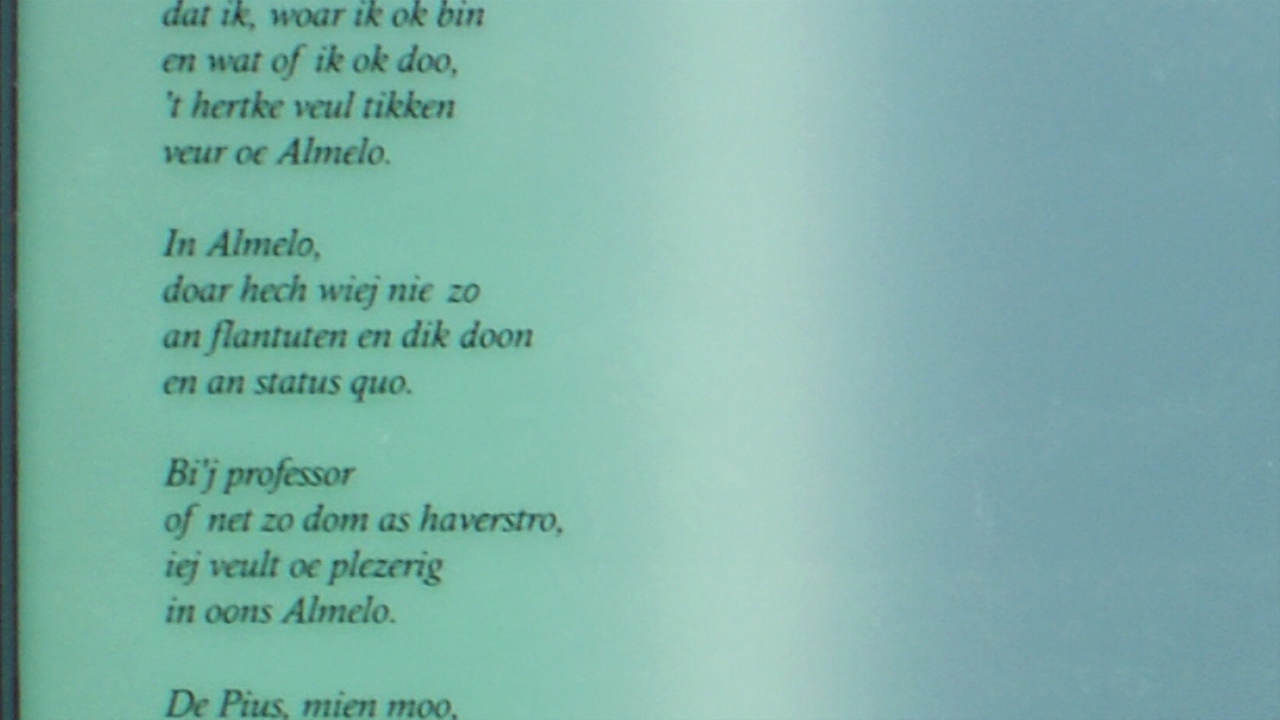 dat ik, woar ik ok bin
en wat of ik ok doo,
't hertke veul tikken
veur oe Almelo.
In Almelo,
doar hech wiej nie zo
an flantuten en dik doon
en an status quo.
Bi'j professor
of net zo dom as haverstro,
iej veult oe plezerig
in oons Almelo.
De Pius, mien moo,